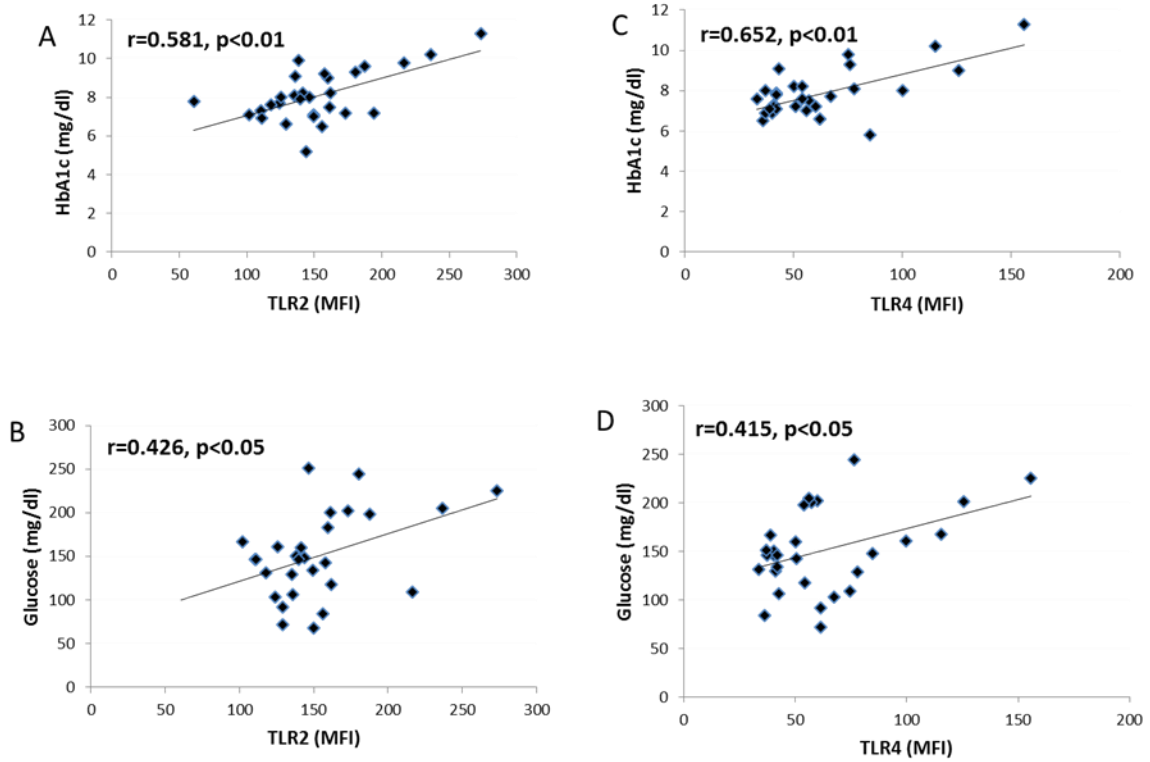 A
r=0.581, p<0.01
HbA1c (mg/dl)
12
10
8
6
4
2
0
0 50 100 150 200 250 300
TLR2 (MFI)
C
r=0.652, p<0.01
HbA1c (mg/dl)
12
10
8
6
4
2
0
0 50 100 150 200
TLR4 (MFI)
B
r=0.426, p<0.05
Glucose (mg/dl)
300
250
200
150
100
50
0
0 50 100 150 200 250 300
TLR2 (MFI)
D
r=0.415, p<0.05
Glucose (mg/dl)
300
250
200
150
100
50
0
0 50 100 150 200
TLR4 (MFI)